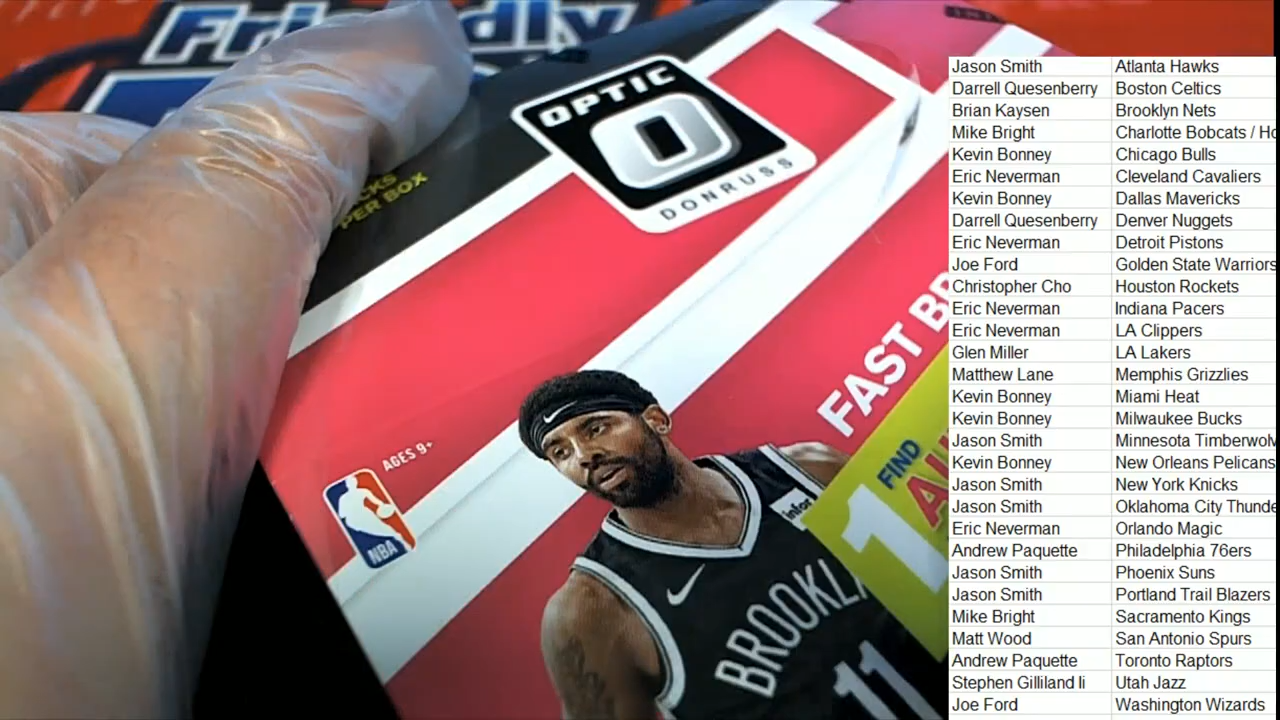 Friendly
OPTIC
DONRUSS
PER BOX
AGES 9+
NBA
FAST
FIND
1
infor
BROOKLY
11
Jason Smith Atlanta Hawks
Darrell Quesenberry Boston Celtics
Brian Kaysen Brooklyn Nets
Mike Bright Charlotte Bobcats / Ho
Kevin Bonney Chicago Bulls
Eric Neverman Cleveland Cavaliers
Kevin Bonney Dallas Mavericks
Darrell Quesenberry Denver Nuggets
Eric Neverman Detroit Pistons
Joe Ford Golden State Warriors
Christopher Cho Houston Rockets
Eric Neverman Indiana Pacers
Eric Neverman LA Clippers
Glen Miller LA Lakers
Matthew Lane Memphis Grizzlies
Kevin Bonney Miami Heat
Kevin Bonney Milwaukee Bucks
Jason Smith Minnesota Timberwolv
Kevin Bonney New Orleans Pelicans
Jason Smith New York Knicks
Jason Smith Oklahoma City Thunde
Eric Neverman Orlando Magic
Andrew Paquette Philadelphia 76ers
Jason Smith Phoenix Suns
Jason Smith Portland Trail Blazers
Mike Bright Sacramento Kings
Matt Wood San Antonio Spurs
Andrew Paquette Toronto Raptors
Stephen Gilliland Ii Utah Jazz
Joe Ford Washington Wizards